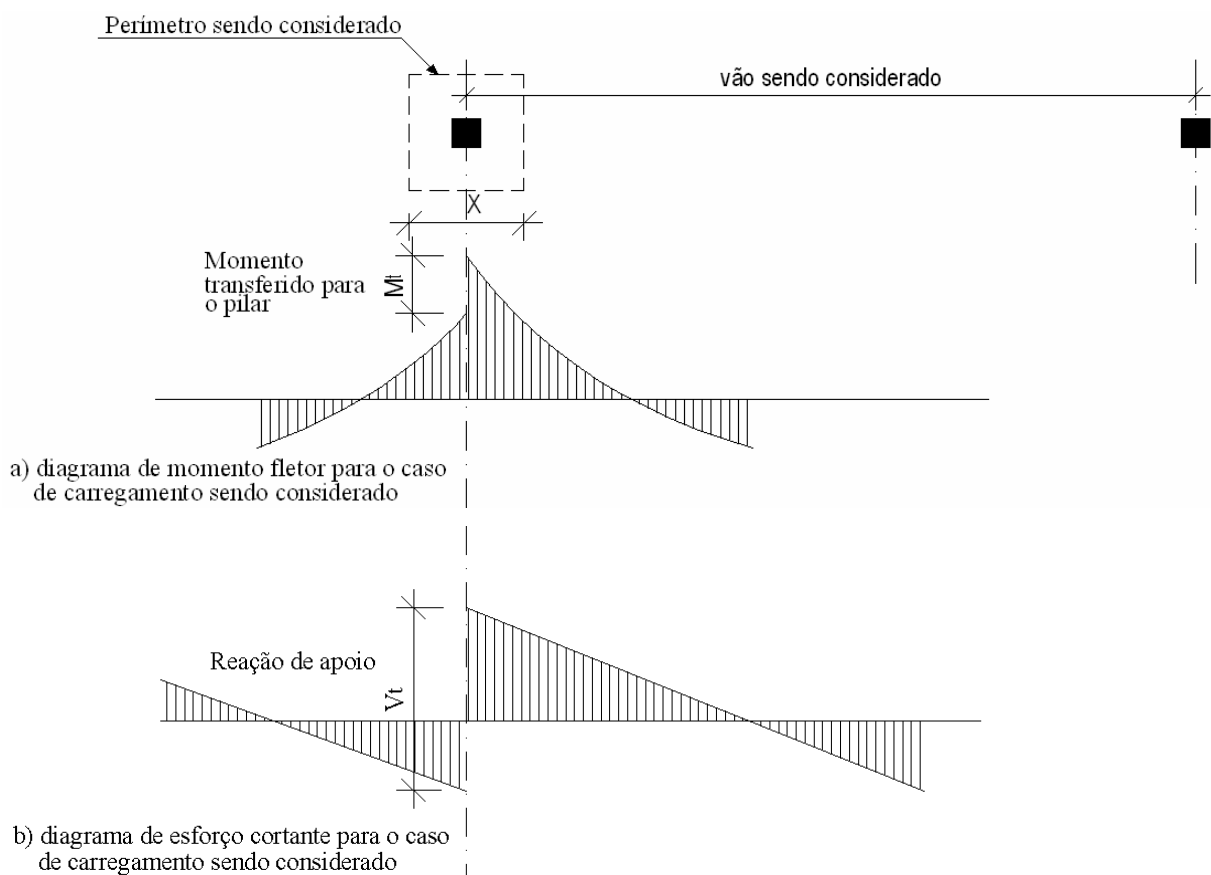 Perímetro sendo considerado
vão sendo considerado
X
Momento
transferido para
o pilar
Mt
a) diagrama de momento fletor para o caso
de carregamento sendo considerado
Reação de apoio
Vt
b) diagrama de esforço cortante para o caso
de carregamento sendo considerado